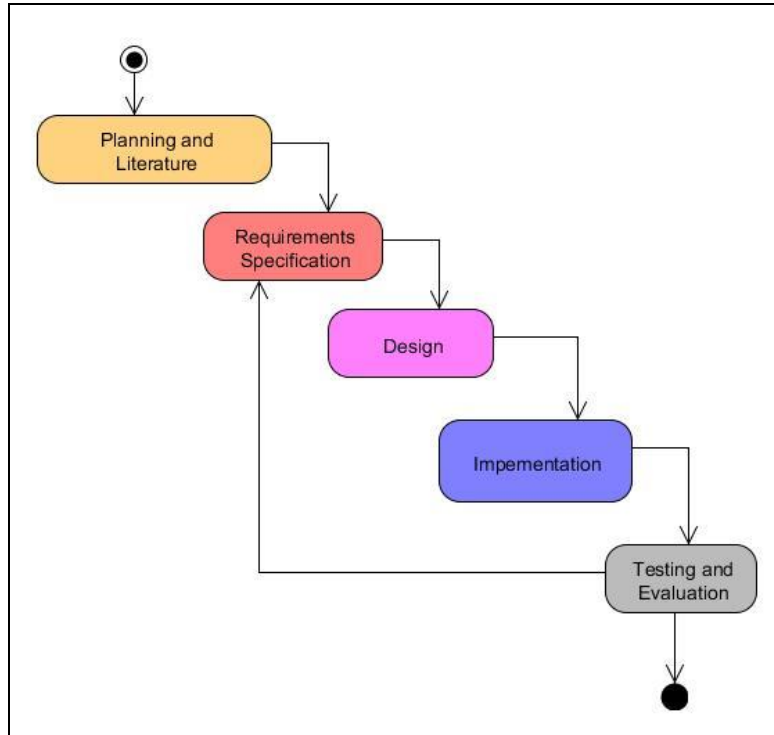 Planning and
Literature
Requirements
Specification
Design
Impementation
Testing and
Evaluation